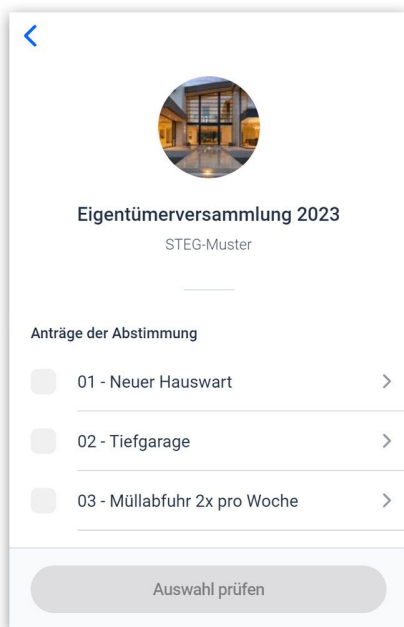 Eigentümerversammlung 2023
STEG-Muster
Anträge der Abstimmung
01 - Neuer Hauswart
02 - Tiefgarage
03 - Müllabfuhr 2x pro Woche
Auswahl prüfen